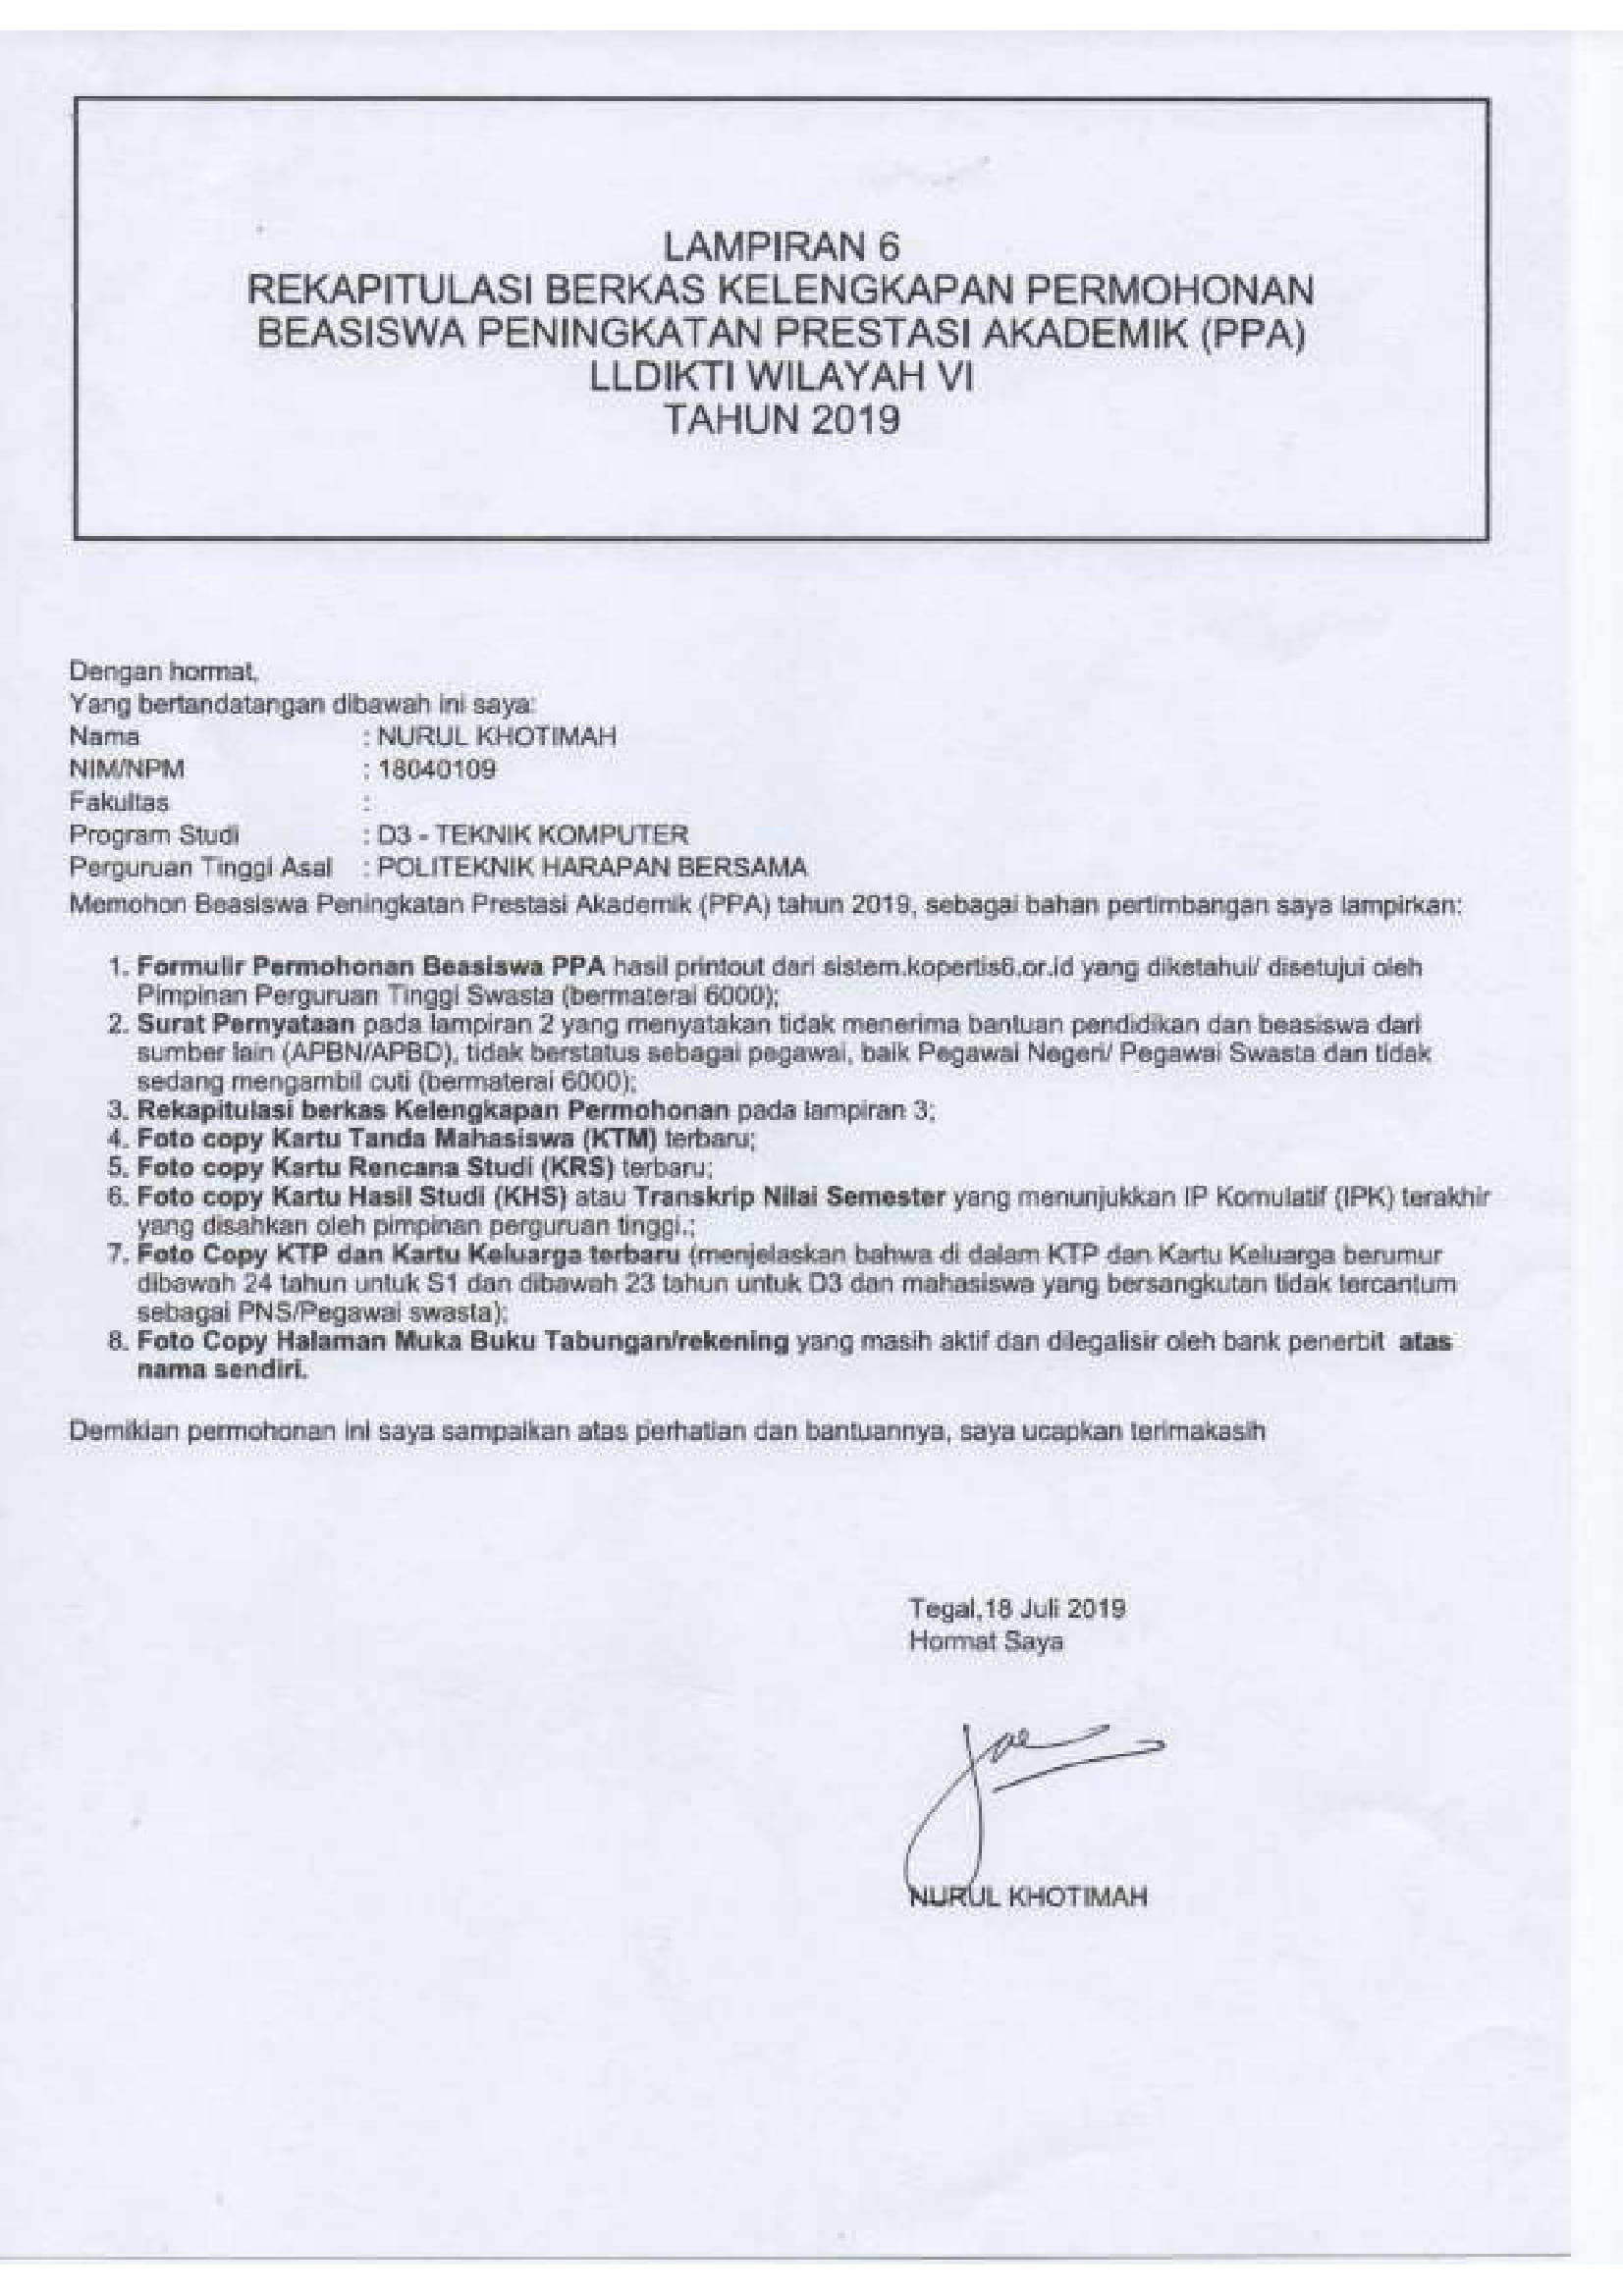 LAMPIRAN 6
REKAPITULASI BERKAS KELENGKAPAN PERMOHONAN
BEASISWA PENINGKATAN PRESTASI AKADEMIK (PPA)
LLDIKTI WILAYAH VI
TAHUN 2019
Dengan hormat,
Yang bertandatangan dibawah ini saya:
Nama : NURUL KHOTIMAH
NIM/NPM : 18040109
Fakultas :
Program Studi : D3 - TEKNIK KOMPUTER
Perguruan Tinggi Asal : POLITEKNIK HARAPAN BERSAMA
Memohon Beasiswa Peningkatan Prestasi Akademik (PPA) tahun 2019, sebagai bahan pertimbangan saya lampirkan:
1. Formulir Permohonan Beasiswa PPA hasil printout dari sistem.kopertis6.or.id yang diketahui/ disetujui oleh
Pimpinan Perguruan Tinggi Swasta (bermaterai 6000);
2. Surat Pernyataan pada lampiran 2 yang menyatakan tidak menerima bantuan pendidikan dan beasiswa dari
sumber lain (APBN/APBD), tidak berstatus sebagai pegawai, baik Pegawai Negeri/ Pegawai Swasta dan tidak
sedang mengambil cuti (bermaterai 6000);
3. Rekapitulasi berkas Kelengkapan Permohonan pada lampiran 3;
4. Foto copy Kartu Tanda Mahasiswa (KTM) terbaru;
5. Foto copy Kartu Rencana Studi (KRS) terbaru;
6. Foto copy Kartu Hasil Studi (KHS) atau Transkrip Nilai Semester yang menunjukkan IP Komulatif (IPK) terakhir
yang disahkan oleh pimpinan perguruan tinggi.;
7. Foto Copy KTP dan Kartu Keluarga terbaru (menjelaskan bahwa di dalam KTP dan Kartu Keluarga berumur
dibawah 24 tahun untuk S1 dan dibawah 23 tahun untuk D3 dan mahasiswa yang bersangkutan tidak tercantum
sebagai PNS/Pegawai swasta);
8. Foto Copy Halaman Muka Buku Tabungan/rekening yang masih aktif dan dilegalisir oleh bank penerbit atas
nama sendiri.
Demikian permohonan ini saya sampaikan atas perhatian dan bantuannya, saya ucapkan terimakasih
Tegal,18 Juli 2019
Hormat Saya
NURUL KHOTIMAH